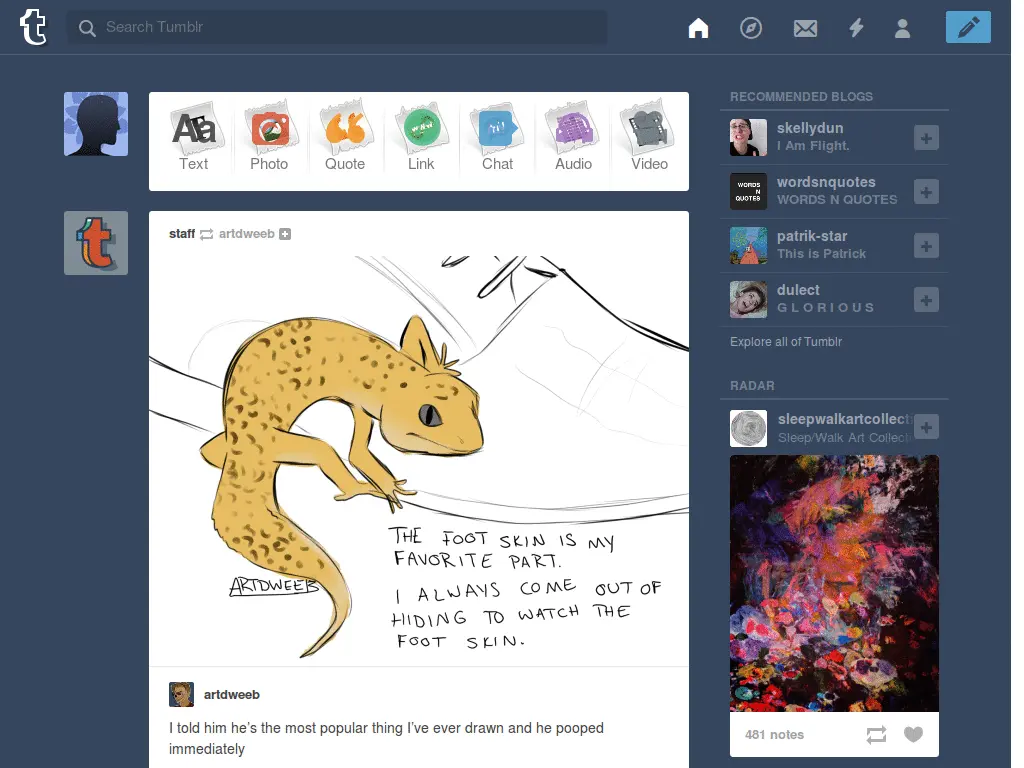 t
Search Tumblr
Aa
Text
Photo
Quote
www
Link
Chat
Audio
Video
staff artdweeb
THE FOOT SKIN IS MY
FAVORITE PART.
I ALWAYS COME OUT OF
HIDING TO WATCH THE
FOOT SKIN.
ARTDWEEB
artdweeb
I told him he's the most popular thing I've ever drawn and he pooped
immediately
RECOMMENDED BLOGS
skellydun
I Am Flight.
WORDS
N
QUOTES
wordsnquotes
WORDS N QUOTES
patrik-star
This is Patrick
dulect
G L O R I O U S
Explore all of Tumblr
RADAR
sleepwalkartcollect
Sleep/Walk Art Collecti
481 notes